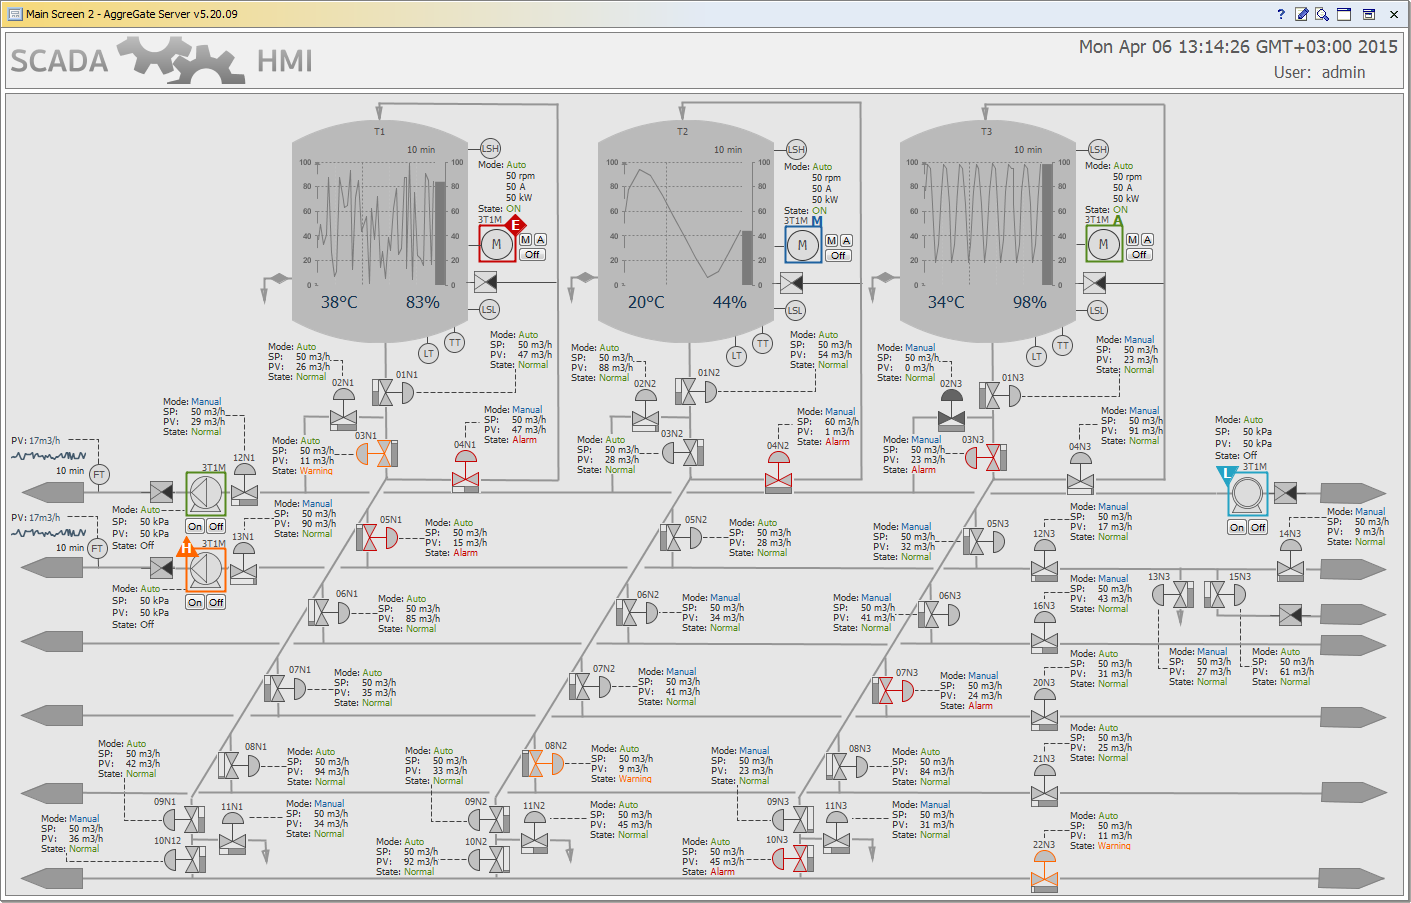 Main Screen 2 - AggreGate Server v5.20.09
?
SCADA HMI
Mon Apr 06 13:14:26 GMT+03:00 2015
User: admin
T1
10 min
100
80
60
40
20
0
100
80
60
40
20
0
38°C 83%
LSH
Mode: Auto
50 rpm
50 A
50 kW
State: ON
3T1M
E
M
M A
Off
LSL
TT
LT
T2
10 min
100
80
60
40
20
0
100
80
60
40
20
0
20°C 44%
LSH
Mode: Auto
50 rpm
50 A
50 kW
State: ON
3T1M M
M
M A
Off
LSL
TT
LT
T3
10 min
100
80
60
40
20
0
100
80
60
40
20
0
34°C 98%
LSH
Mode: Auto
50 rpm
50 A
50 kW
State: ON
3T1M A
M
M A
Off
LSL
TT
LT
Mode: Auto
SP: 50 m3/h
PV: 26 m3/h
State: Normal
02N1
Mode: Auto
SP: 50 m3/h
PV: 47 m3/h
State: Normal
01N1
Mode: Auto
SP: 50 m3/h
PV: 88 m3/h
State: Normal
02N2
Mode: Auto
SP: 50 m3/h
PV: 54 m3/h
State: Normal
01N2
Mode: Manual
SP: 50 m3/h
PV: 0 m3/h
State: Normal
02N3
Mode: Manual
SP: 50 m3/h
PV: 23 m3/h
State: Normal
01N3
Mode: Manual
SP: 50 m3/h
PV: 29 m3/h
State: Normal
12N1
Mode: Auto
SP: 50 m3/h
PV: 11 m3/h
State: Warning
03N1
Mode: Manual
SP: 50 m3/h
PV: 47 m3/h
State: Alarm
04N1
Mode: Auto
SP: 50 m3/h
PV: 28 m3/h
State: Normal
03N2
Mode: Manual
SP: 60 m3/h
PV: 1 m3/h
State: Alarm
04N2
Mode: Manual
SP: 50 m3/h
PV: 23 m3/h
State: Alarm
03N3
Mode: Manual
SP: 50 m3/h
PV: 91 m3/h
State: Normal
04N3
Mode: Auto
SP: 50 kPa
PV: 50 kPa
State: Off
3T1M
L
On Off
PV: 17m3/h
10 min
FT
3T1M
On Off
Mode: Auto
SP: 50 kPa
PV: 50 kPa
State: Off
PV: 17m3/h
10 min
FT
H
3T1M
On Off
Mode: Auto
SP: 50 kPa
PV: 50 kPa
State: Off
Mode: Manual
SP: 50 m3/h
PV: 90 m3/h
State: Normal
13N1
05N1
Mode: Auto
SP: 50 m3/h
PV: 15 m3/h
State: Alarm
05N2
Mode: Auto
SP: 50 m3/h
PV: 28 m3/h
State: Normal
Mode: Manual
SP: 50 m3/h
PV: 32 m3/h
State: Normal
05N3
Mode: Manual
SP: 50 m3/h
PV: 17 m3/h
State: Normal
12N3
Mode: Manual
SP: 50 m3/h
PV: 9 m3/h
State: Normal
14N3
06N1
Mode: Auto
SP: 50 m3/h
PV: 85 m3/h
State: Normal
06N2
Mode: Manual
SP: 50 m3/h
PV: 34 m3/h
State: Normal
Mode: Manual
SP: 50 m3/h
PV: 41 m3/h
State: Normal
06N3
Mode: Manual
SP: 50 m3/h
PV: 43 m3/h
State: Normal
16N3
13N3
15N3
Mode: Manual
SP: 50 m3/h
PV: 27 m3/h
State: Normal
Mode: Auto
SP: 50 m3/h
PV: 61 m3/h
State: Normal
07N1
Mode: Auto
SP: 50 m3/h
PV: 35 m3/h
State: Normal
07N2
Mode: Manual
SP: 50 m3/h
PV: 41 m3/h
State: Normal
07N3
Mode: Manual
SP: 50 m3/h
PV: 24 m3/h
State: Alarm
Mode: Auto
SP: 50 m3/h
PV: 31 m3/h
State: Normal
20N3
Mode: Auto
SP: 50 m3/h
PV: 42 m3/h
State: Normal
08N1
Mode: Auto
SP: 50 m3/h
PV: 94 m3/h
State: Normal
Mode: Auto
SP: 50 m3/h
PV: 33 m3/h
State: Normal
08N2
Mode: Auto
SP: 50 m3/h
PV: 9 m3/h
State: Warning
Mode: Manual
SP: 50 m3/h
PV: 23 m3/h
State: Normal
08N3
Mode: Auto
SP: 50 m3/h
PV: 84 m3/h
State: Normal
Mode: Auto
SP: 50 m3/h
PV: 25 m3/h
State: Normal
21N3
09N1
11N1
Mode: Manual
SP: 50 m3/h
PV: 34 m3/h
State: Normal
Mode: Manual
SP: 50 m3/h
PV: 36 m3/h
State: Normal
10N12
09N2
11N2
Mode: Auto
SP: 50 m3/h
PV: 45 m3/h
State: Normal
Mode: Auto
SP: 50 m3/h
PV: 92 m3/h
State: Normal
10N2
09N3
11N3
Mode: Manual
SP: 50 m3/h
PV: 31 m3/h
State: Normal
Mode: Auto
SP: 50 m3/h
PV: 45 m3/h
State: Alarm
10N3
Mode: Auto
SP: 50 m3/h
PV: 11 m3/h
State: Warning
22N3